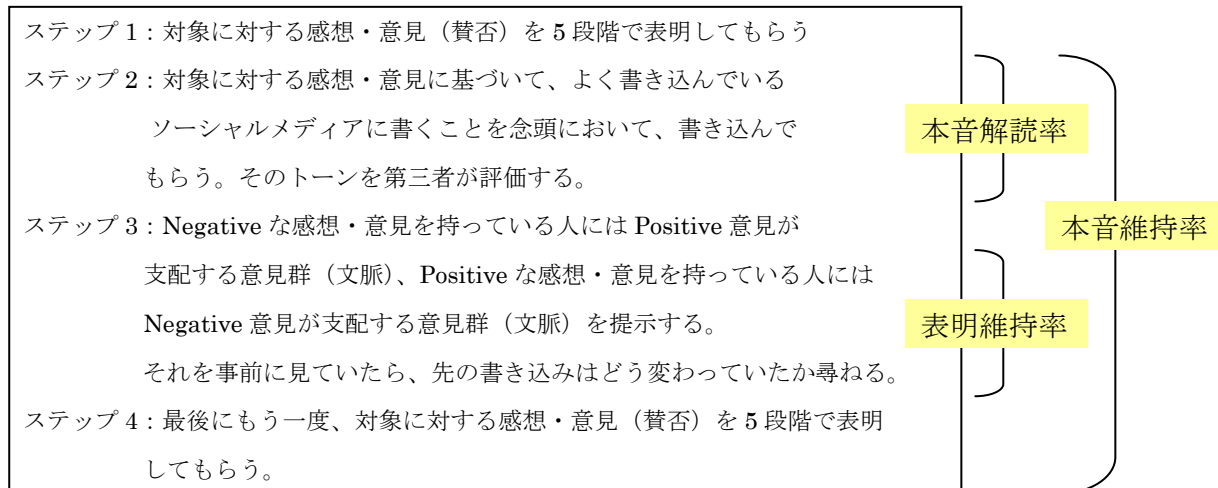 ステップ 1：対象に対する感想・意見（賛否）を 5 段階で表明してもらう
ステップ 2：対象に対する感想・意見に基づいて、よく書き込んでいる
ソーシャルメディアに書くことを念頭において、書き込んで
もらう。そのトーンを第三者が評価する。
ステップ 3：Negative な感想・意見を持っている人には Positive 意見が
支配する意見群（文脈）、Positive な感想・意見を持っている人には
Negative 意見が支配する意見群（文脈）を提示する。
それを事前に見ていたら、先の書き込みはどう変わっていたか尋ねる。
ステップ 4：最後にもう一度、対象に対する感想・意見（賛否）を 5 段階で表明
してもらう。
本音解読率
本音維持率
表明維持率